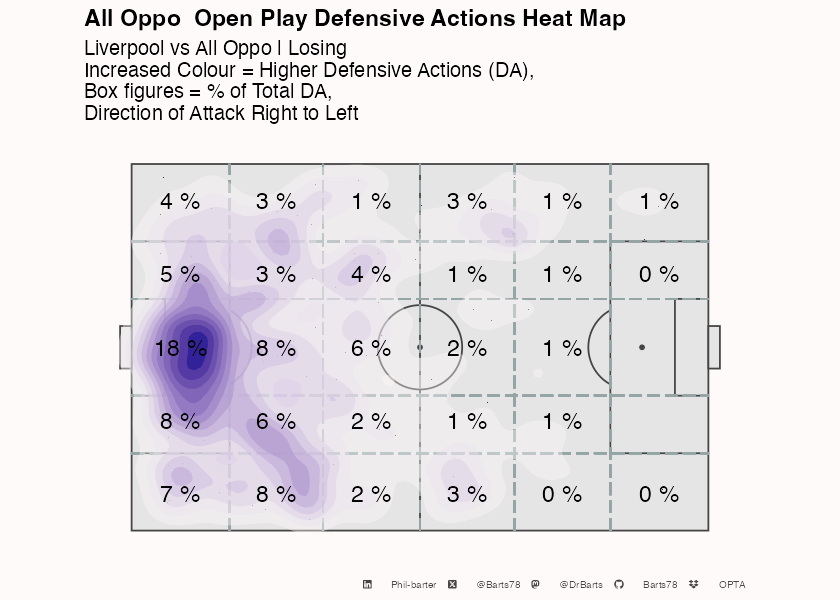 All Oppo  Open Play Defensive Actions Heat Map
Liverpool vs All Oppo | Losing
Increased Colour = Higher Defensive Actions (DA),
Box figures = % of Total DA,
Direction of Attack Right to Left
4 % 3 % 1 % 3 % 1 % 1 %
5 % 3 % 4 % 1 % 1 % 0 %
18 % 8 % 6 % 2 % 1 %
8 % 6 % 2 % 1 % 1 %
7 % 8 % 2 % 3 % 0 % 0 %
Phil-barter @Barts78 @DrBarts Barts78 OPTA